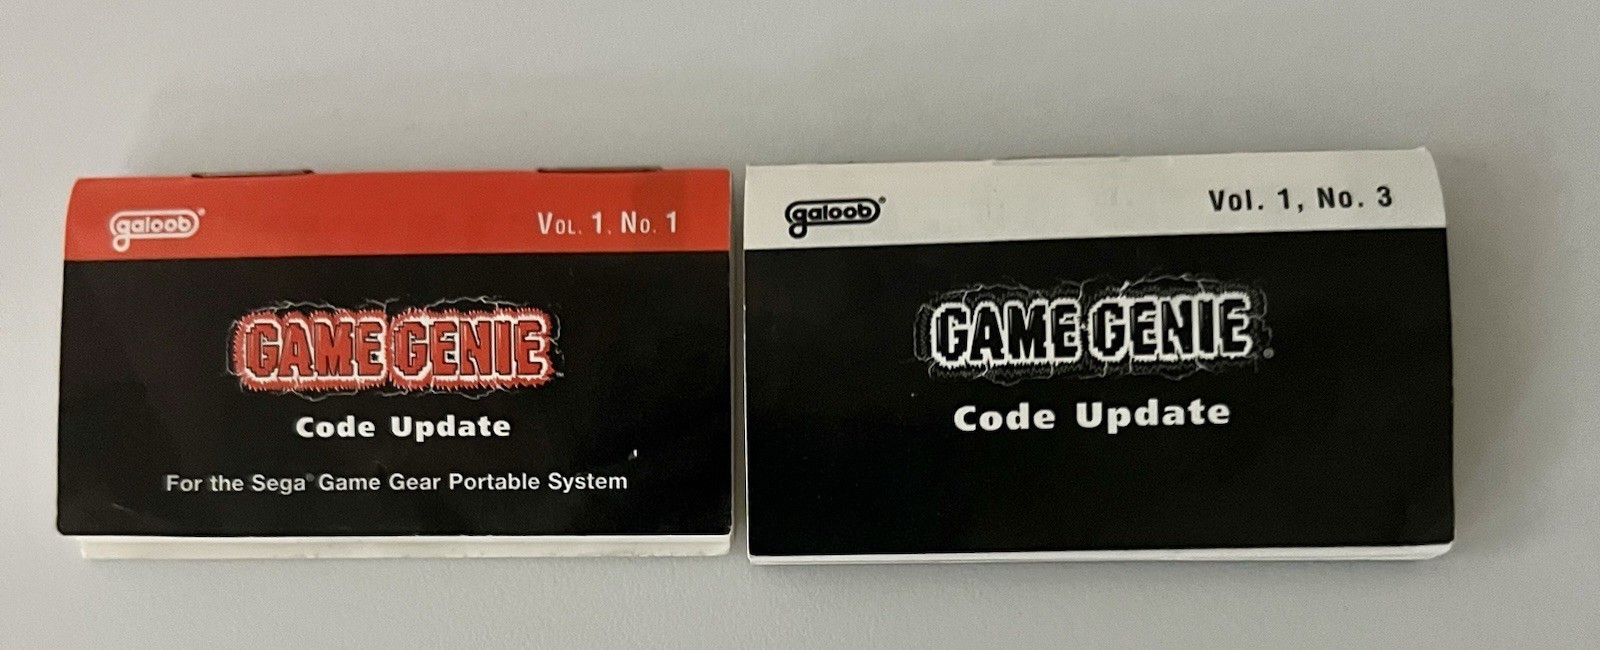 galoob®
Vol. 1, No. 1
GAME GENIE™
Code Update
For the Sega® Game Gear Portable System
galoob®
Vol. 1, No. 3
GAME GENIE®
Code Update